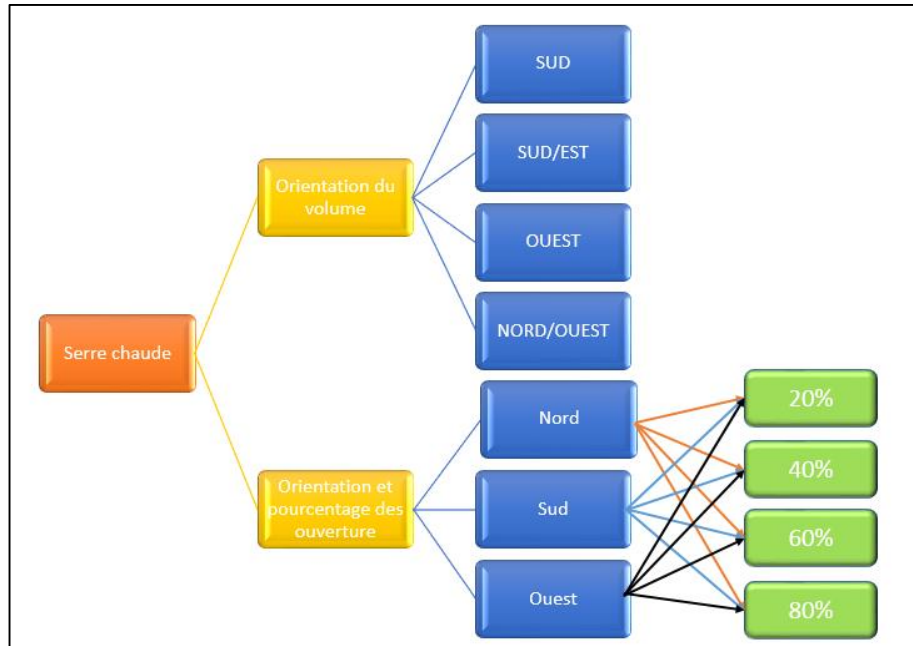 Serre chaude
Orientation du
volume
SUD
SUD/EST
OUEST
NORD/OUEST
Orientation et
pourcentage des
ouverture
Nord
Sud
Ouest
20%
40%
60%
80%